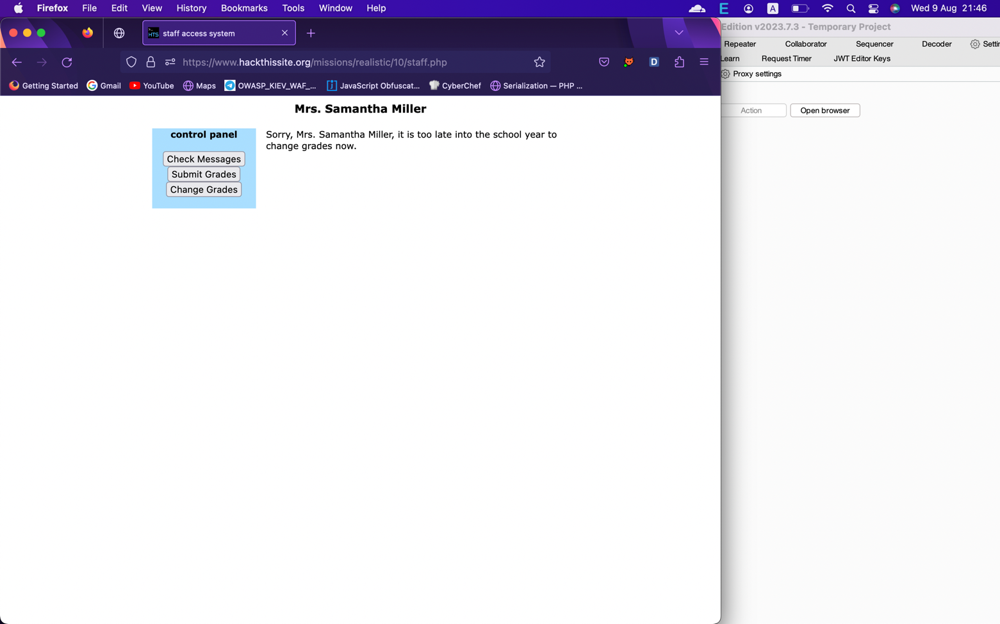 Firefox File Edit View History Bookmarks Tools Window Help E A Wed 9 Aug 21:46
HTS staff access system
Edition v2023.7.3 - Temporary Project
Repeater Collaborator Sequencer Decoder Settin
https://www.hackthissite.org/missions/realistic/10/staff.php D
Learn Request Timer JWT Editor Keys
Proxy settings
Getting Started Gmail YouTube Maps OWASP_KIEV_WAF_... JavaScript Obfuscat... CyberChef Serialization — PHP ...
Mrs. Samantha Miller
Action Open browser
control panel
Check Messages
Submit Grades
Change Grades
Sorry, Mrs. Samantha Miller, it is too late into the school year to
change grades now.